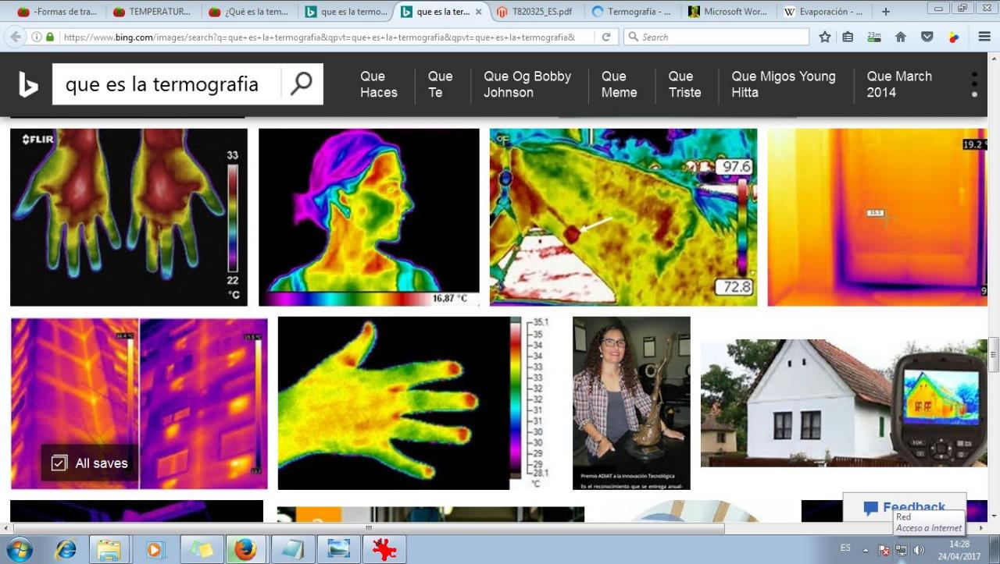 -Formas de tra...
TEMPERATUR...
¿Qué es la tem...
que es la termo...
que es la ter...
T820325_ES.pdf
Termografía - ...
Microsoft Wor...
Evaporación - ...
https://www.bing.com/images/search?q=que+es+la+termografia&qpvt=que+es+la+termografia&qpvt=que+es+la+termografia&
Search
23m
que es la termografia
Que Haces
Que Te
Que Og Bobby Johnson
Que Meme
Que Triste
Que Migos Young Hitta
Que March 2014
FLIR
33
22
°C
16,87 °C
°F
97.6
72.8
19.2 °
15.5
9
All saves
35,1
35
34
34
33
33
32
32
31
30
30
29
29
28,1
°C
Premio ADIAT a la Innovación Tecnológica
Es el reconocimiento que se entrega anual-
Feedback
Red
Acceso a Internet
ES
14:28
24/04/2017